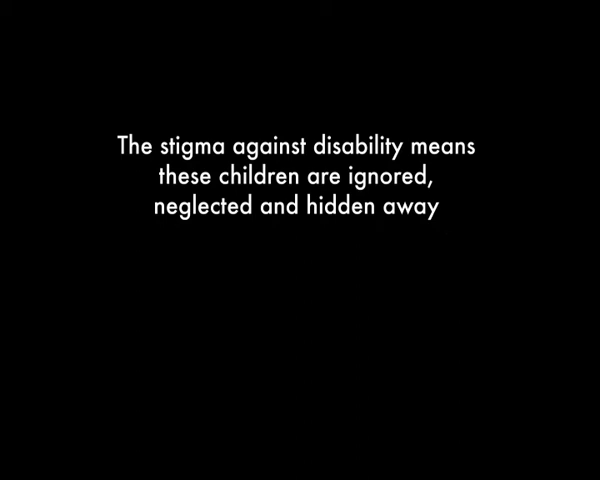 The stigma against disability means
these children are ignored,
neglected and hidden away